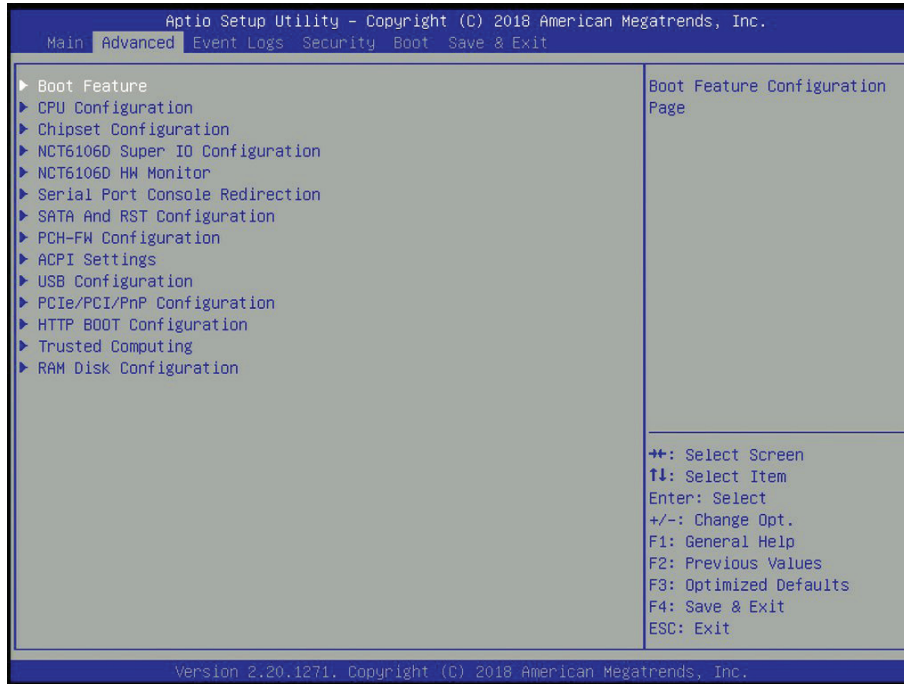 Aptio Setup Utility – Copyright (C) 2018 American Megatrends, Inc.
Main Advanced Event Logs Security Boot Save & Exit
▶ Boot Feature
▶ CPU Configuration
▶ Chipset Configuration
▶ NCT6106D Super IO Configuration
▶ NCT6106D HW Monitor
▶ Serial Port Console Redirection
▶ SATA And RST Configuration
▶ PCH-FW Configuration
▶ ACPI Settings
▶ USB Configuration
▶ PCIe/PCI/PnP Configuration
▶ HTTP BOOT Configuration
▶ Trusted Computing
▶ RAM Disk Configuration
Boot Feature Configuration
Page
→←: Select Screen
↑↓: Select Item
Enter: Select
+/-: Change Opt.
F1: General Help
F2: Previous Values
F3: Optimized Defaults
F4: Save & Exit
ESC: Exit
Version 2.20.1271. Copyright (C) 2018 American Megatrends, Inc.